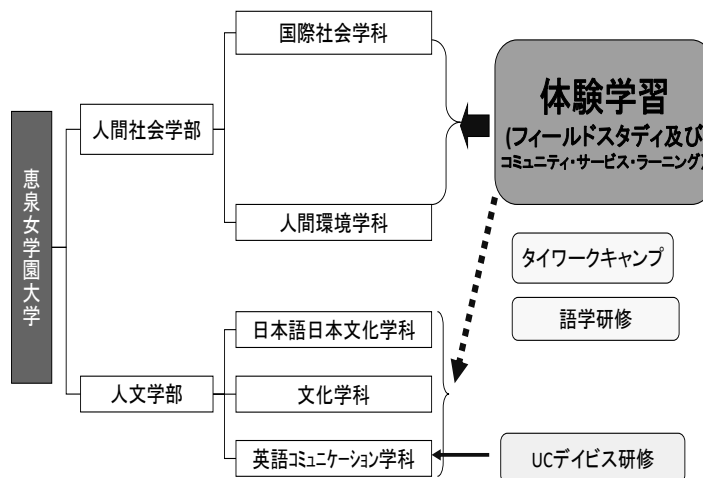 恵泉女学園大学
人間社会学部
国際社会学科
人間環境学科
人文学部
日本語日本文化学科
文化学科
英語コミュニケーション学科
体験学習
(フィールドスタディ及び
コミュニティ・サービス・ラーニング)
タイワークキャンプ
語学研修
UCデイビス研修